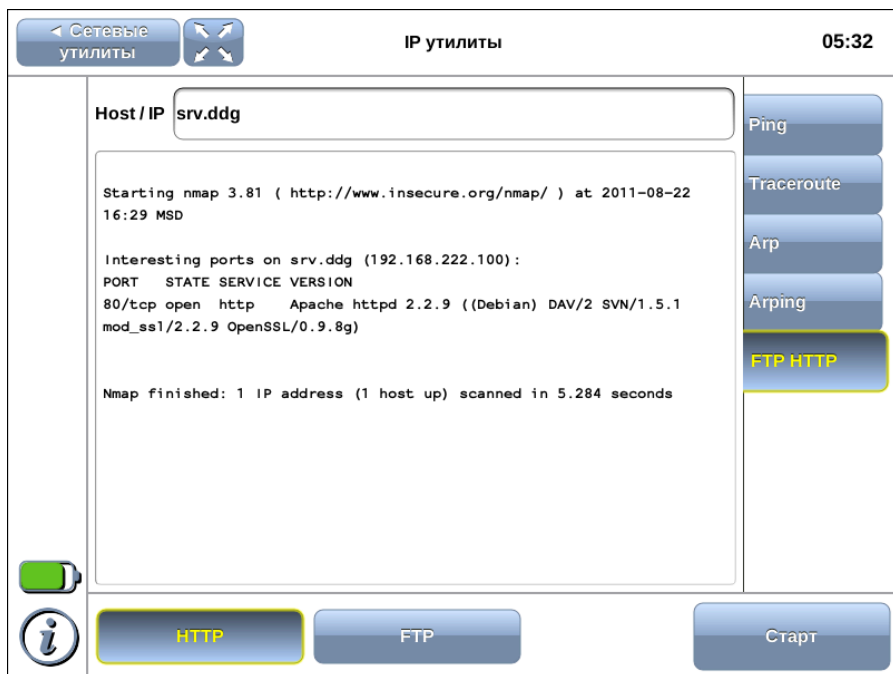 ◄ Сетевые
утилиты
IP утилиты
05:32
Host / IP srv.ddg
Starting nmap 3.81 ( http://www.insecure.org/nmap/ ) at 2011-08-22
16:29 MSD
Interesting ports on srv.ddg (192.168.222.100):
PORT STATE SERVICE VERSION
80/tcp open http Apache httpd 2.2.9 ((Debian) DAV/2 SVN/1.5.1
mod_ssl/2.2.9 OpenSSL/0.9.8g)
Nmap finished: 1 IP address (1 host up) scanned in 5.284 seconds
Ping
Traceroute
Arp
Arping
FTP HTTP
i
HTTP
FTP
Старт